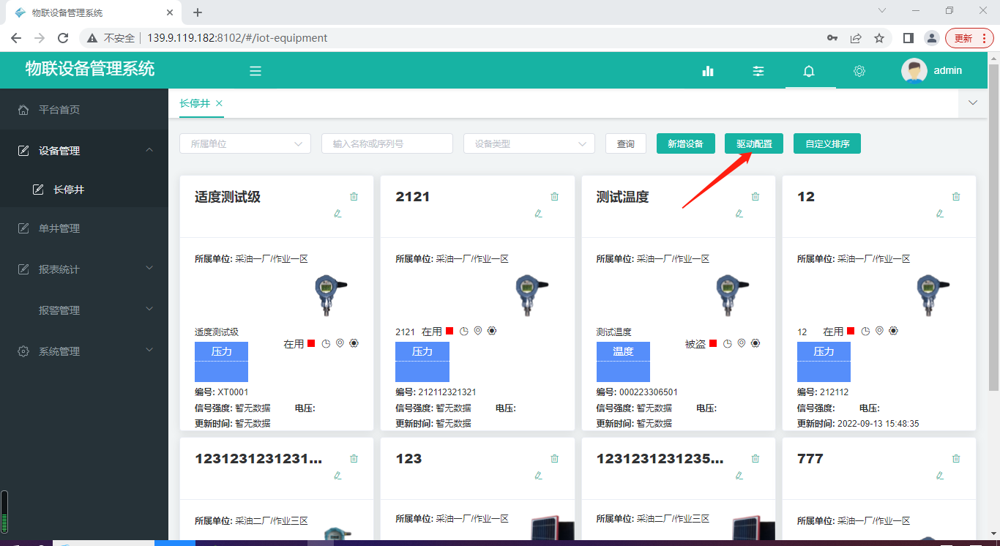 物联设备管理系统
不安全 139.9.119.182:8102/#/iot-equipment 更新
物联设备管理系统 admin
平台首页
设备管理
长停井
单井管理
报表统计
报警管理
系统管理
长停井
所属单位 输入名称或序列号 设备类型 查询 新增设备 驱动配置 自定义排序
适度测试级
所属单位: 采油一厂/作业一区
适度测试级
在用
压力
编号: XT0001
信号强度: 暂无数据 电压:
更新时间: 暂无数据
2121
所属单位: 采油一厂/作业一区
2121 在用
压力
编号: 212112321321
信号强度: 暂无数据 电压:
更新时间: 暂无数据
测试温度
所属单位: 采油一厂/作业一区
测试温度
被盗
温度
编号: 000223306501
信号强度: 暂无数据 电压:
更新时间: 暂无数据
12
所属单位: 采油一厂/作业一区
12 在用
压力
编号: 212112
信号强度: 电压:
更新时间: 2022-09-13 15:48:35
1231231231231...
所属单位: 采油二厂/作业三区
123
所属单位: 采油一厂/作业一区
1231231231235...
所属单位: 采油二厂/作业三区
777
所属单位: 采油一厂/作业一区